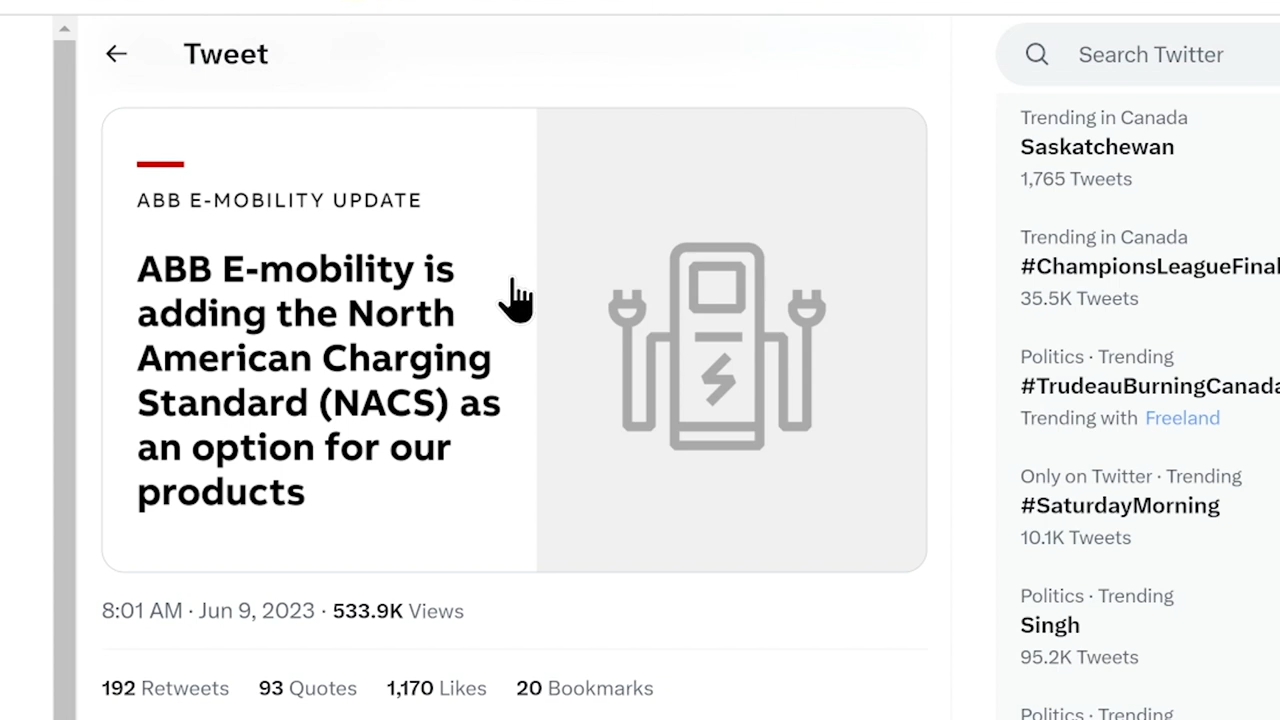 Tweet
ABB E-MOBILITY UPDATE
ABB E-mobility is
adding the North
American Charging
Standard (NACS) as
an option for our
products
8:01 AM · Jun 9, 2023 · 533.9K Views
192 Retweets 93 Quotes 1,170 Likes 20 Bookmarks
Search Twitter
Trending in Canada
Saskatchewan
1,765 Tweets
Trending in Canada
#ChampionsLeagueFinal
35.5K Tweets
Politics · Trending
#TrudeauBurningCanada
Trending with Freeland
Only on Twitter · Trending
#SaturdayMorning
10.1K Tweets
Politics · Trending
Singh
95.2K Tweets
Politics · Trending